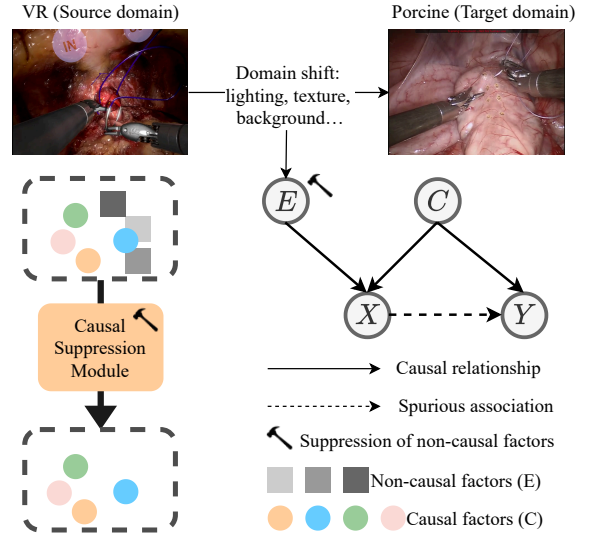 VR (Source domain)
Porcine (Target domain)
IN
Domain shift:
lighting, texture,
background…
E
C
X
Y
Causal
Suppression
Module
Causal relationship
Spurious association
Suppression of non-causal factors
Non-causal factors (E)
Causal factors (C)